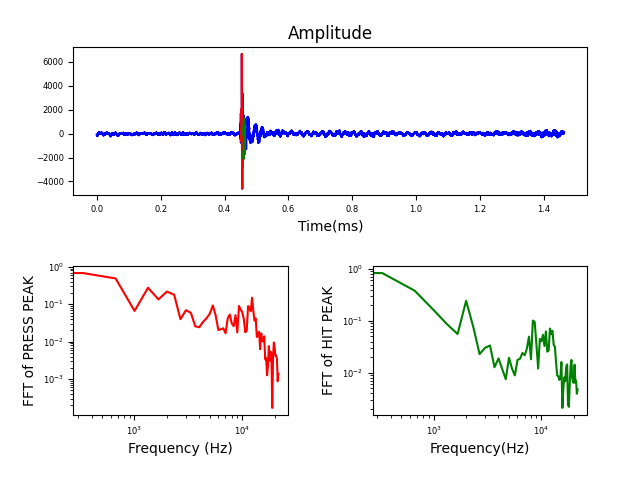 Amplitude
6000
4000
2000
0
−2000
−4000
0.0 0.2 0.4 0.6 0.8 1.0 1.2 1.4
Time(ms)
FFT of PRESS PEAK
10⁰
10⁻¹
10⁻²
10⁻³
10³ 10⁴
Frequency (Hz)
FFT of HIT PEAK
10⁰
10⁻¹
10⁻²
10³ 10⁴
Frequency(Hz)